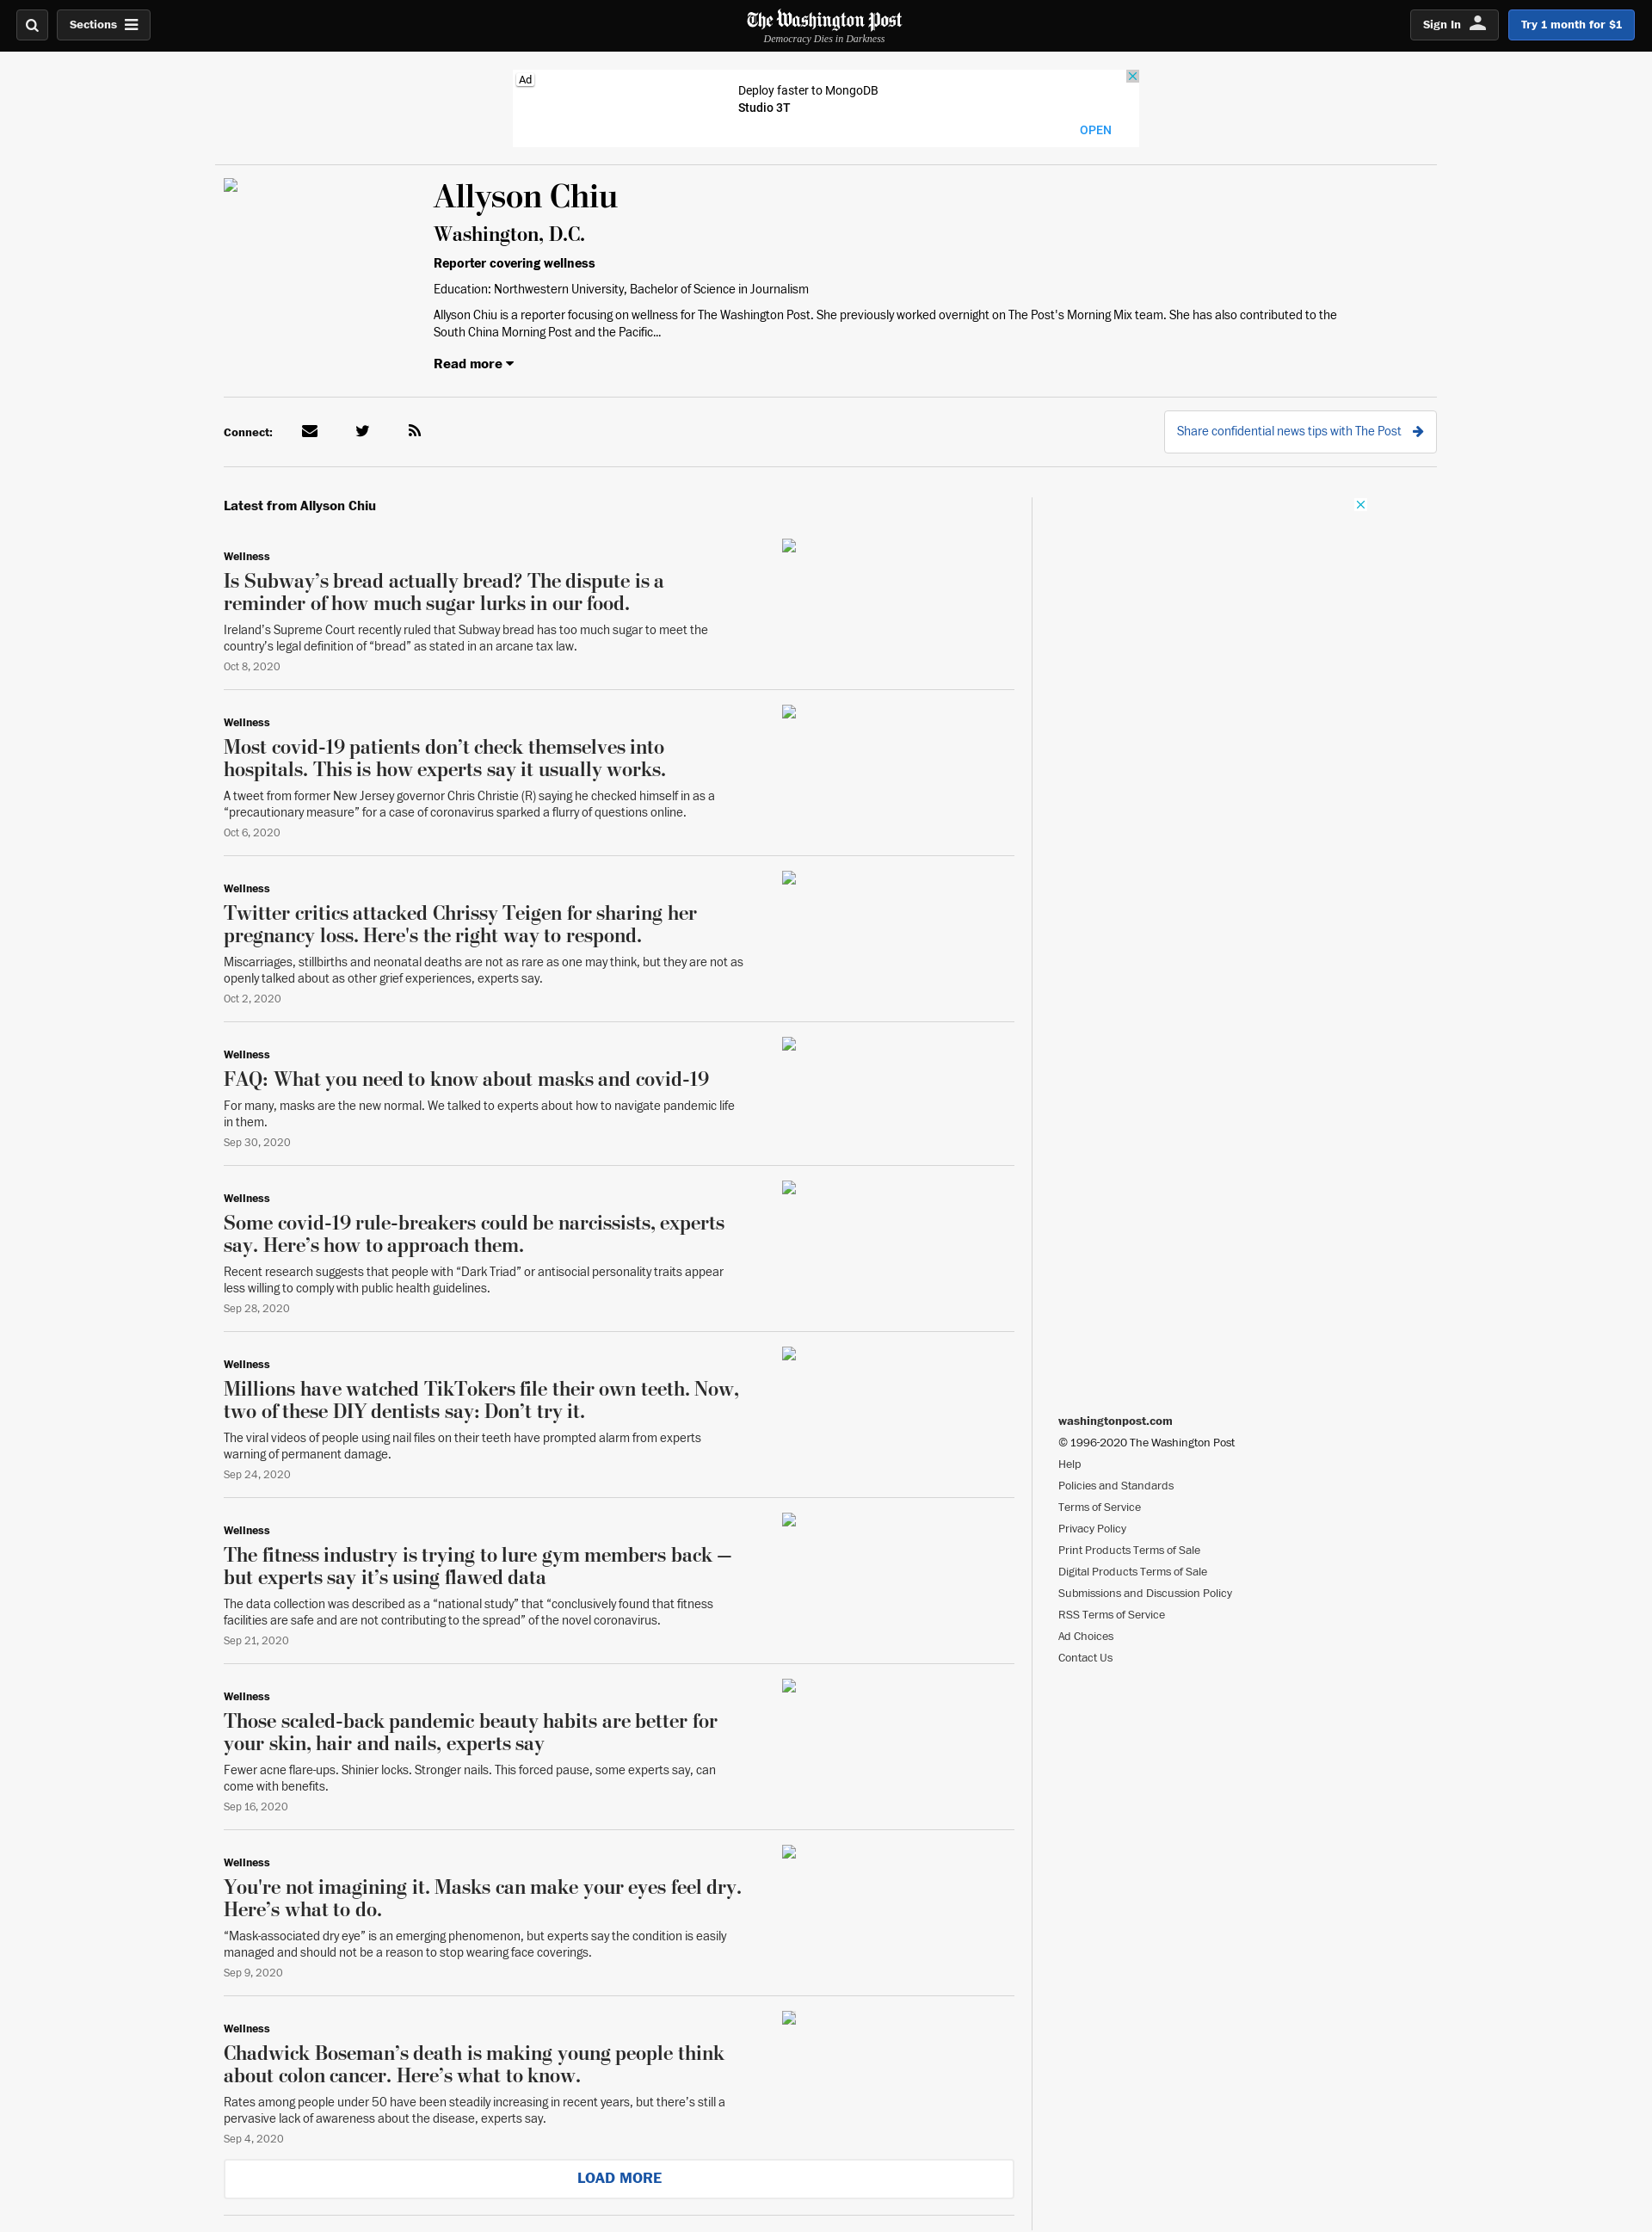 Sections
The Washington Post
Democracy Dies in Darkness
Sign In
Try 1 month for $1
Ad
Deploy faster to MongoDB
Studio 3T
OPEN
Allyson Chiu
Washington, D.C.
Reporter covering wellness
Education: Northwestern University, Bachelor of Science in Journalism
Allyson Chiu is a reporter focusing on wellness for The Washington Post. She previously worked overnight on The Post's Morning Mix team. She has also contributed to the
South China Morning Post and the Pacific...
Read more
Connect:
Share confidential news tips with The Post
Latest from Allyson Chiu
Wellness
Is Subway’s bread actually bread? The dispute is a
reminder of how much sugar lurks in our food.
Ireland’s Supreme Court recently ruled that Subway bread has too much sugar to meet the
country’s legal definition of “bread” as stated in an arcane tax law.
Oct 8, 2020
Wellness
Most covid-19 patients don’t check themselves into
hospitals. This is how experts say it usually works.
A tweet from former New Jersey governor Chris Christie (R) saying he checked himself in as a
“precautionary measure” for a case of coronavirus sparked a flurry of questions online.
Oct 6, 2020
Wellness
Twitter critics attacked Chrissy Teigen for sharing her
pregnancy loss. Here's the right way to respond.
Miscarriages, stillbirths and neonatal deaths are not as rare as one may think, but they are not as
openly talked about as other grief experiences, experts say.
Oct 2, 2020
Wellness
FAQ: What you need to know about masks and covid-19
For many, masks are the new normal. We talked to experts about how to navigate pandemic life
in them.
Sep 30, 2020
Wellness
Some covid-19 rule-breakers could be narcissists, experts
say. Here’s how to approach them.
Recent research suggests that people with “Dark Triad” or antisocial personality traits appear
less willing to comply with public health guidelines.
Sep 28, 2020
Wellness
Millions have watched TikTokers file their own teeth. Now,
two of these DIY dentists say: Don’t try it.
The viral videos of people using nail files on their teeth have prompted alarm from experts
warning of permanent damage.
Sep 24, 2020
Wellness
The fitness industry is trying to lure gym members back —
but experts say it’s using flawed data
The data collection was described as a “national study” that “conclusively found that fitness
facilities are safe and are not contributing to the spread” of the novel coronavirus.
Sep 21, 2020
Wellness
Those scaled-back pandemic beauty habits are better for
your skin, hair and nails, experts say
Fewer acne flare-ups. Shinier locks. Stronger nails. This forced pause, some experts say, can
come with benefits.
Sep 16, 2020
Wellness
You're not imagining it. Masks can make your eyes feel dry.
Here’s what to do.
“Mask-associated dry eye” is an emerging phenomenon, but experts say the condition is easily
managed and should not be a reason to stop wearing face coverings.
Sep 9, 2020
Wellness
Chadwick Boseman’s death is making young people think
about colon cancer. Here’s what to know.
Rates among people under 50 have been steadily increasing in recent years, but there’s still a
pervasive lack of awareness about the disease, experts say.
Sep 4, 2020
LOAD MORE
washingtonpost.com
© 1996-2020 The Washington Post
Help
Policies and Standards
Terms of Service
Privacy Policy
Print Products Terms of Sale
Digital Products Terms of Sale
Submissions and Discussion Policy
RSS Terms of Service
Ad Choices
Contact Us